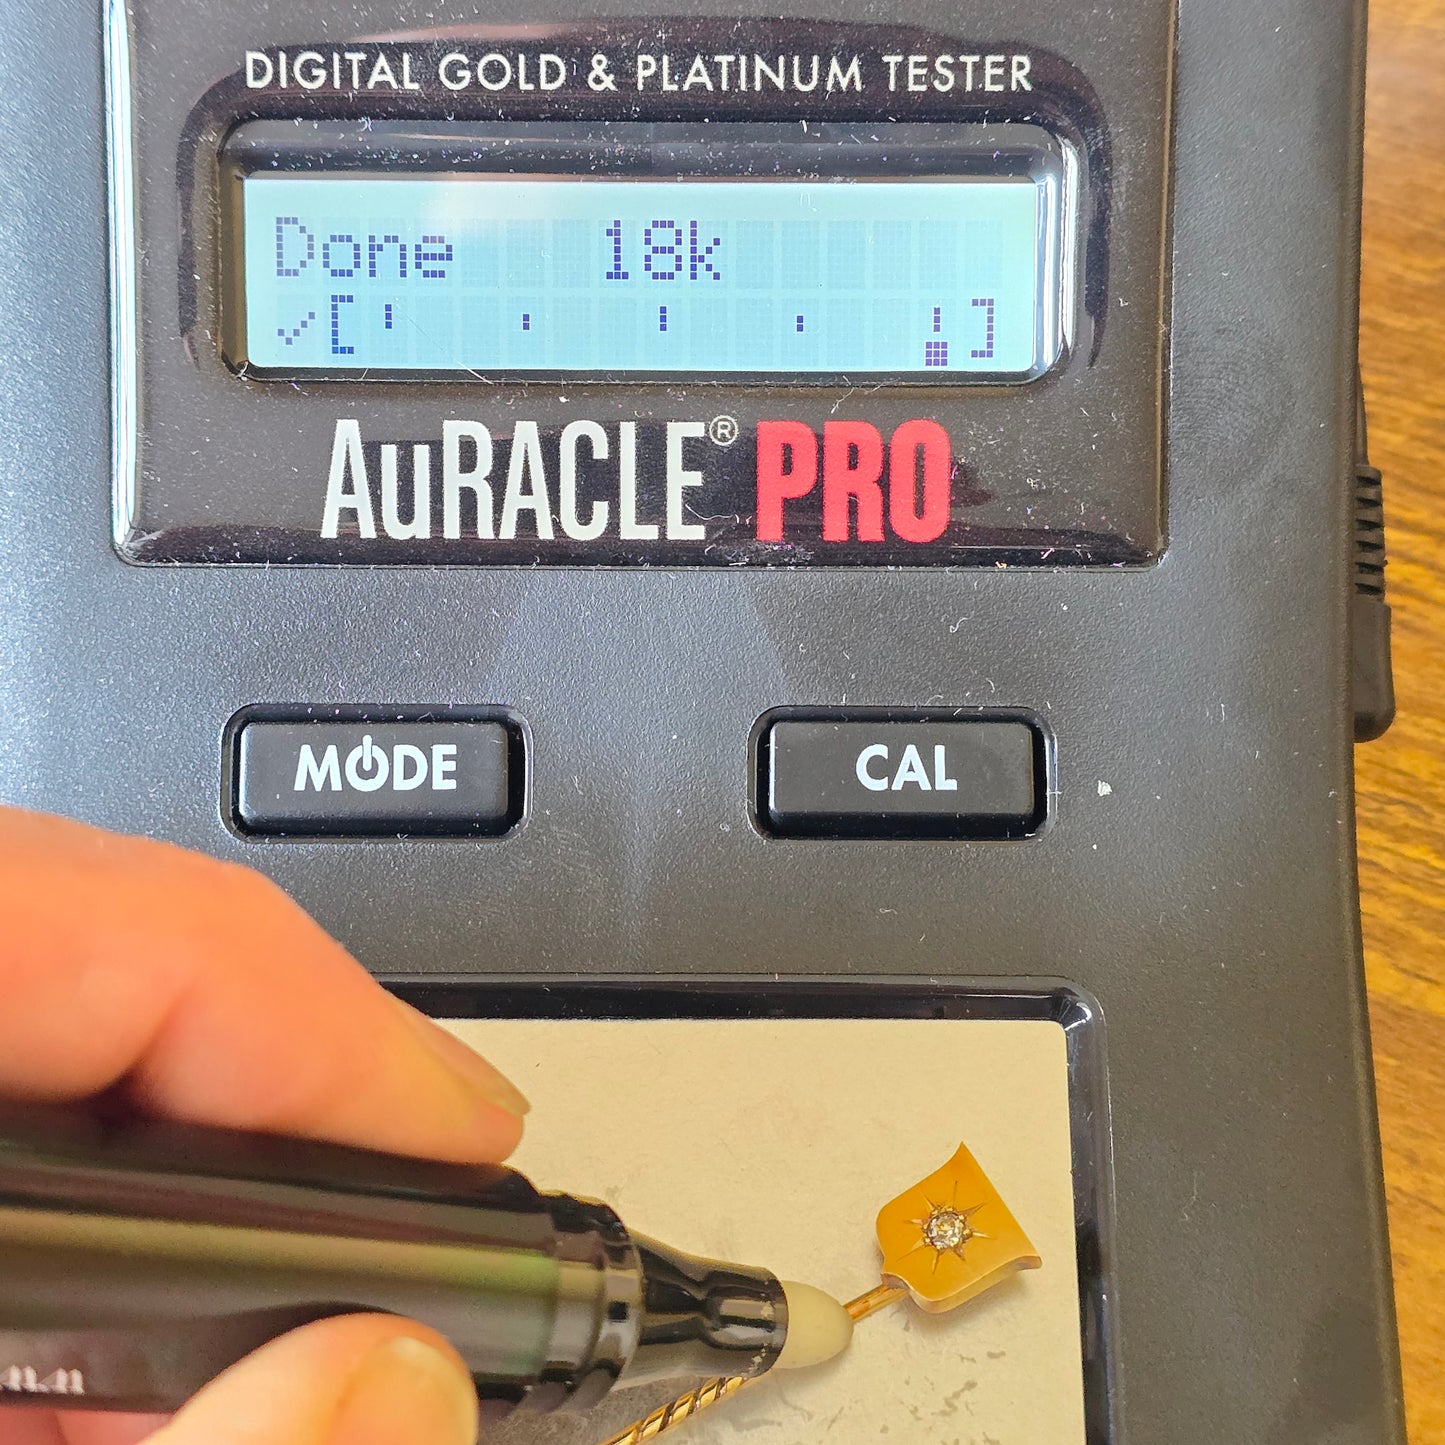 DIGITAL GOLD & PLATINUM TESTER
Done 18k
✓[' · ! · !]
AuRACLE® PRO
MODE
CAL